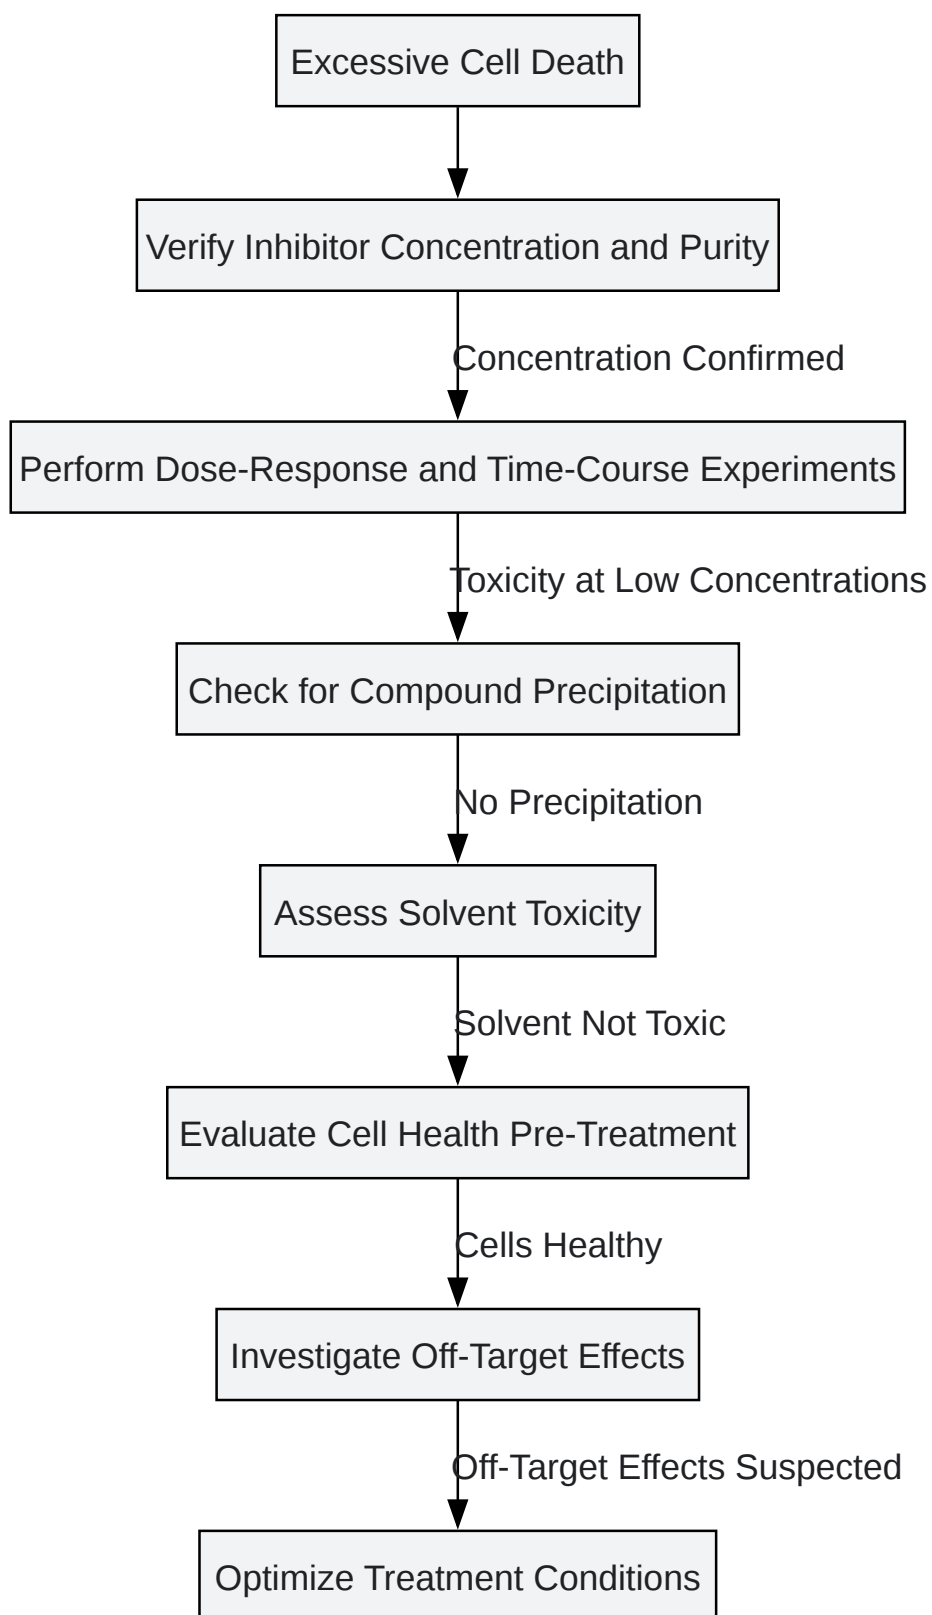 Excessive Cell Death
Verify Inhibitor Concentration and Purity
Concentration Confirmed
Perform Dose-Response and Time-Course Experiments
Toxicity at Low Concentrations
Check for Compound Precipitation
No Precipitation
Assess Solvent Toxicity
Solvent Not Toxic
Evaluate Cell Health Pre-Treatment
Cells Healthy
Investigate Off-Target Effects
Off-Target Effects Suspected
Optimize Treatment Conditions